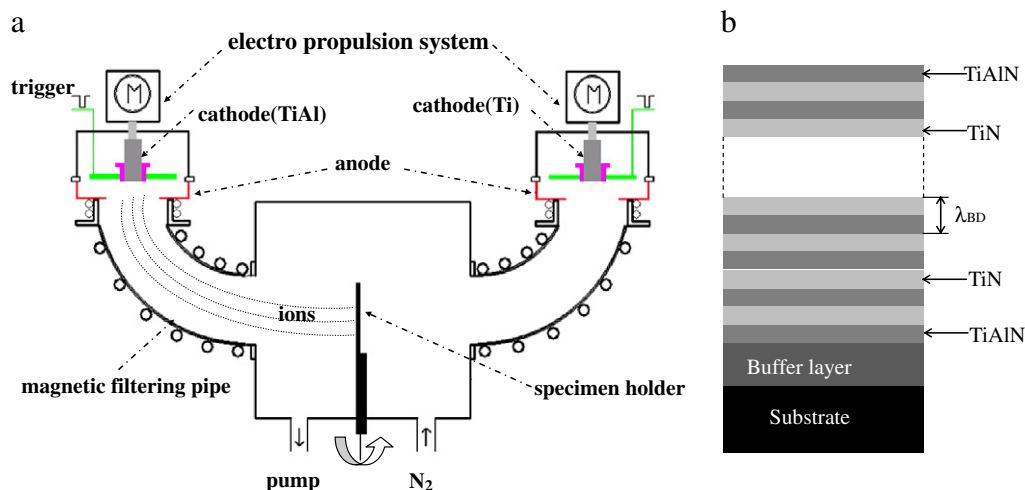 a
b
electro propulsion system
trigger
M
M
cathode(TiAl)
cathode(Ti)
anode
ions
magnetic filtering pipe
specimen holder
pump
N₂
TiAlN
TiN
λBD
TiN
TiAlN
Buffer layer
Substrate